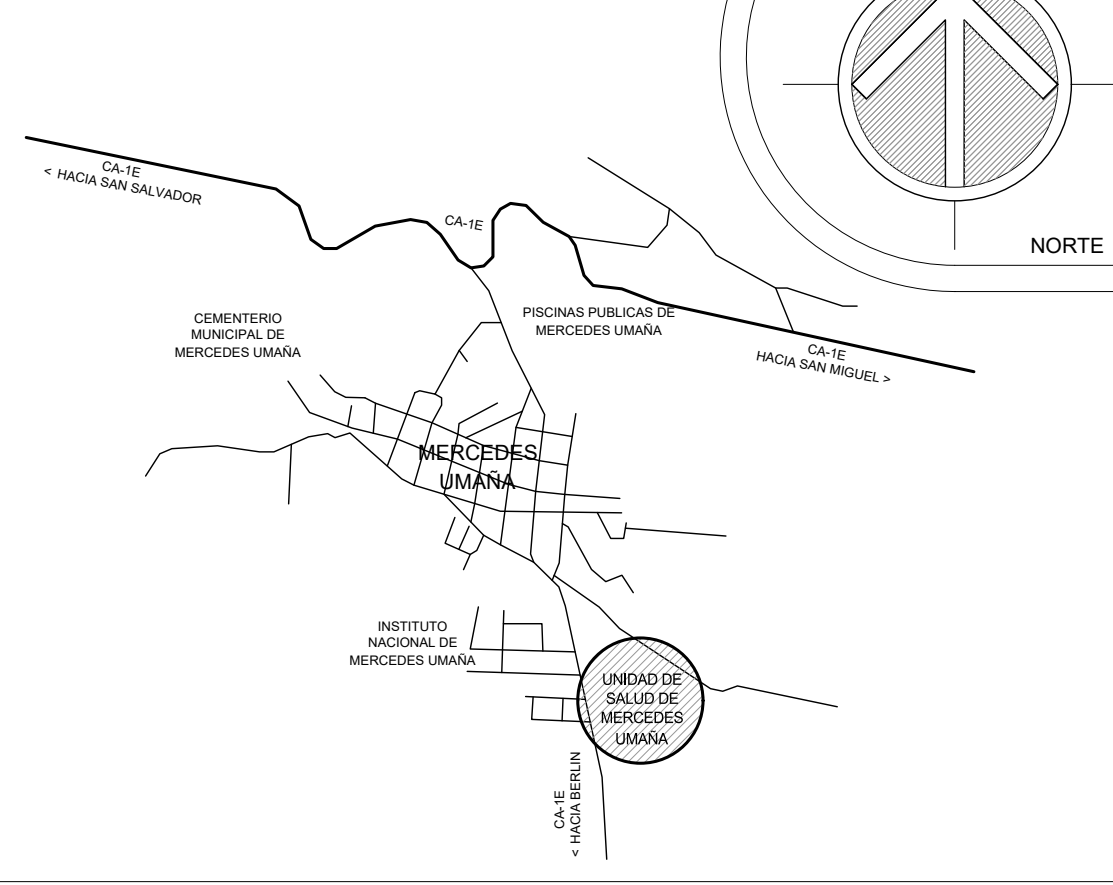 NORTE
CA-1E
< HACIA SAN SALVADOR
CA-1E
CEMENTERIO
MUNICIPAL DE
MERCEDES UMAÑA
PISCINAS PUBLICAS DE
MERCEDES UMAÑA
CA-1E
HACIA SAN MIGUEL >
MERCEDES
UMAÑA
INSTITUTO
NACIONAL DE
MERCEDES UMAÑA
UNIDAD DE
SALUD DE
MERCEDES
UMAÑA
CA-1E
< HACIA BERLIN